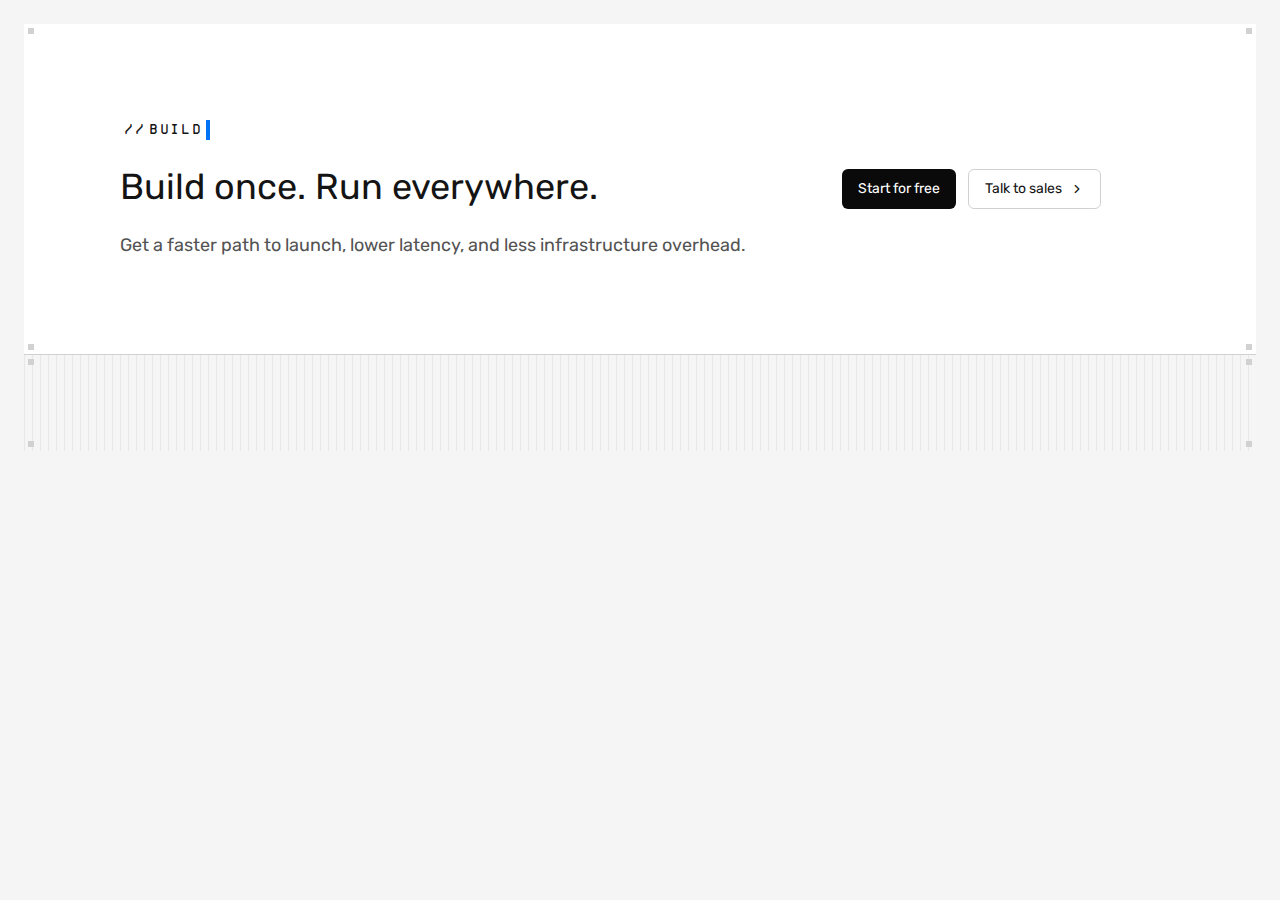 //BUILD
Build once. Run everywhere.
Start for free
Talk to sales
Get a faster path to launch, lower latency, and less infrastructure overhead.